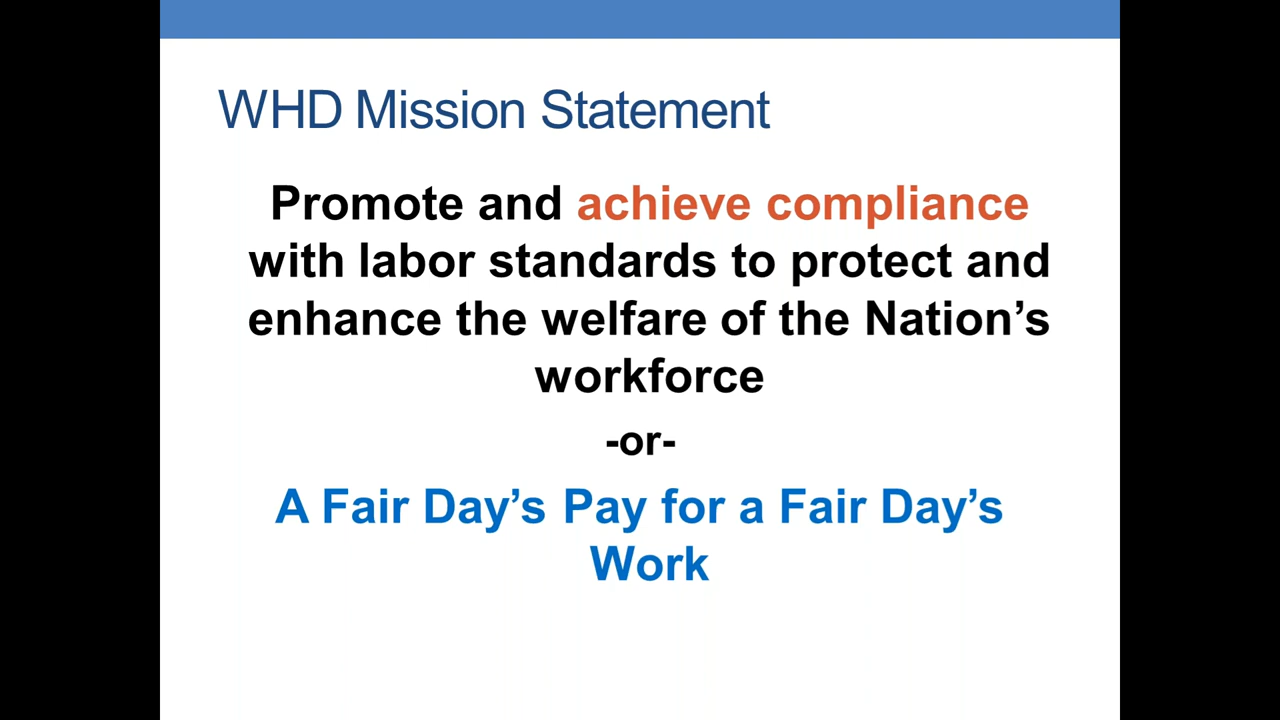 WHD Mission Statement
Promote and achieve compliance
with labor standards to protect and
enhance the welfare of the Nation’s
workforce
-or-
A Fair Day’s Pay for a Fair Day’s
Work